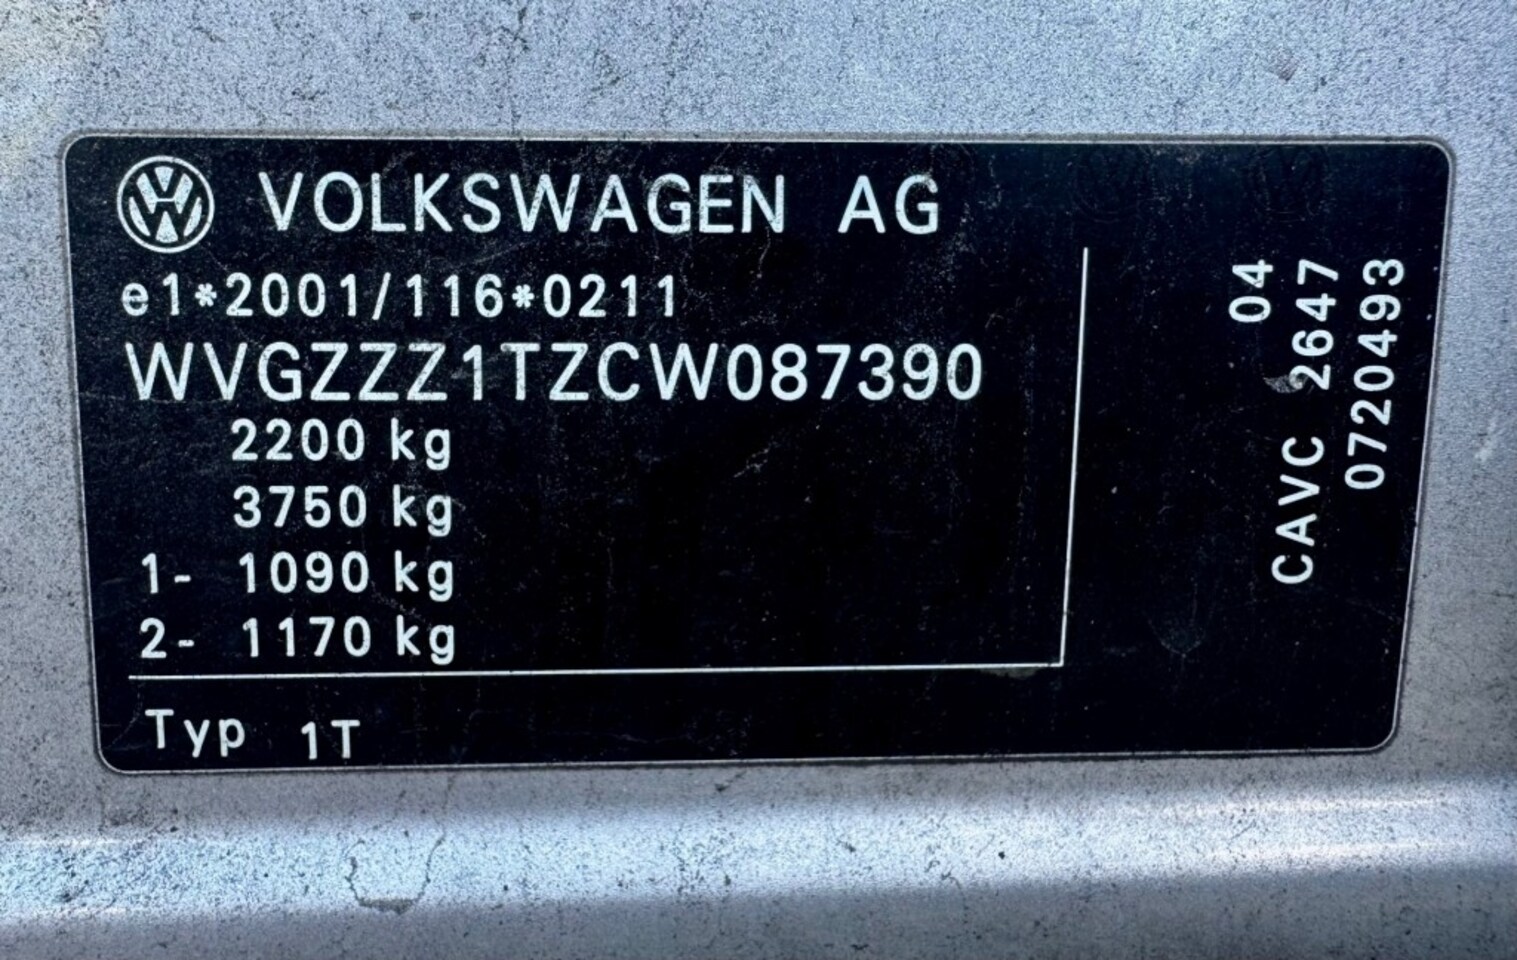 VOLKSWAGEN AG
e1*2001/116*0211
WVGZZZ1TZCW087390
2200 kg
3750 kg
1- 1090 kg
2- 1170 kg
Typ 1T
04
CAVC 2647
0720493